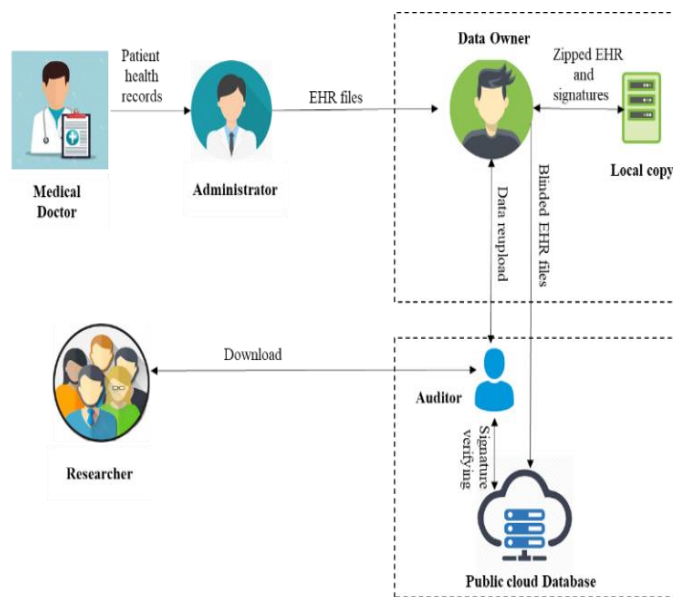 Patient
health
records
Medical
Doctor
Administrator
EHR files
Data Owner
Zipped EHR
and
signatures
Local copy
Data reupload
Blinded EHR files
Researcher
Download
Auditor
Signature
verifying
Public cloud Database